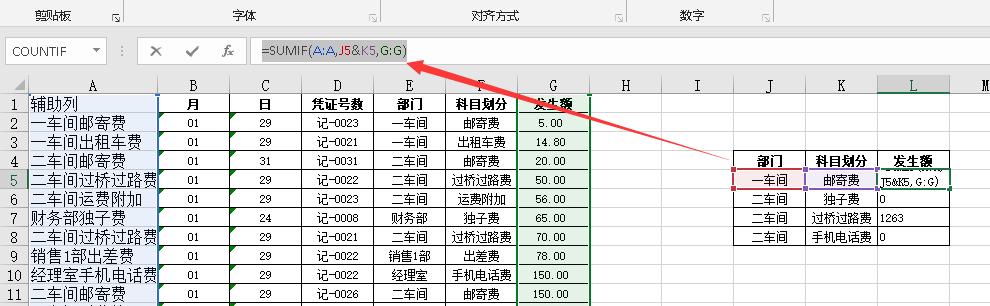 剪贴板 字体 对齐方式 数字
COUNTIF =SUMIF(A:A,J5&K5,G:G)
A B C D E F G H I J K L M
1 辅助列 月 日 凭证号数 部门 科目划分 发生额
2 一车间邮寄费 01 29 记-0023 一车间 邮寄费 5.00
3 一车间出租车费 01 29 记-0021 一车间 出租车费 14.80
4 二车间邮寄费 01 31 记-0031 二车间 邮寄费 20.00 部门 科目划分 发生额
5 二车间过桥过路费 01 29 记-0022 二车间 过桥过路费 50.00 一车间 邮寄费 J5&K5,G:G)
6 二车间运费附加 01 29 记-0023 二车间 运费附加 56.00 二车间 独子费 0
7 财务部独子费 01 24 记-0008 财务部 独子费 65.00 二车间 过桥过路费 1263
8 二车间过桥过路费 01 29 记-0021 二车间 过桥过路费 70.00 二车间 手机电话费 0
9 销售1部出差费 01 29 记-0022 销售1部 出差费 78.00
10 经理室手机电话费 01 29 记-0022 经理室 手机电话费 150.00
11 二车间邮寄费 01 29 记-0026 二车间 邮寄费 150.00